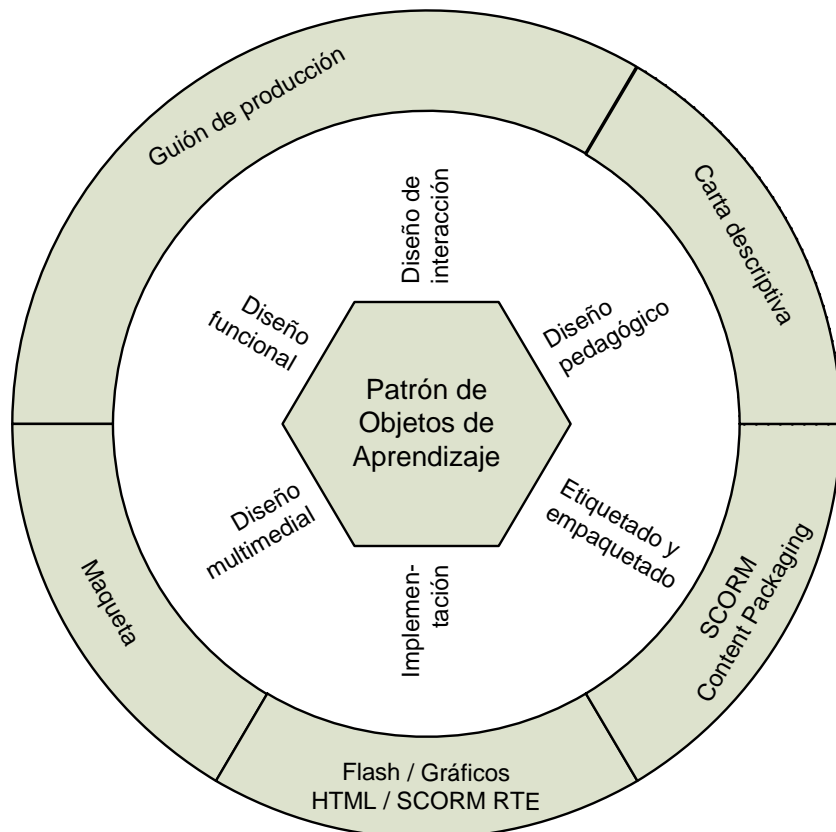 Guión de producción
Carta descriptiva
Diseño de
interacción
Diseño
funcional
Diseño
pedagógico
Patrón de
Objetos de
Aprendizaje
Diseño
multimedial
Implemen-
tación
Etiquetado y
empaquetado
Maqueta
SCORM
Content Packaging
Flash / Gráficos
HTML / SCORM RTE